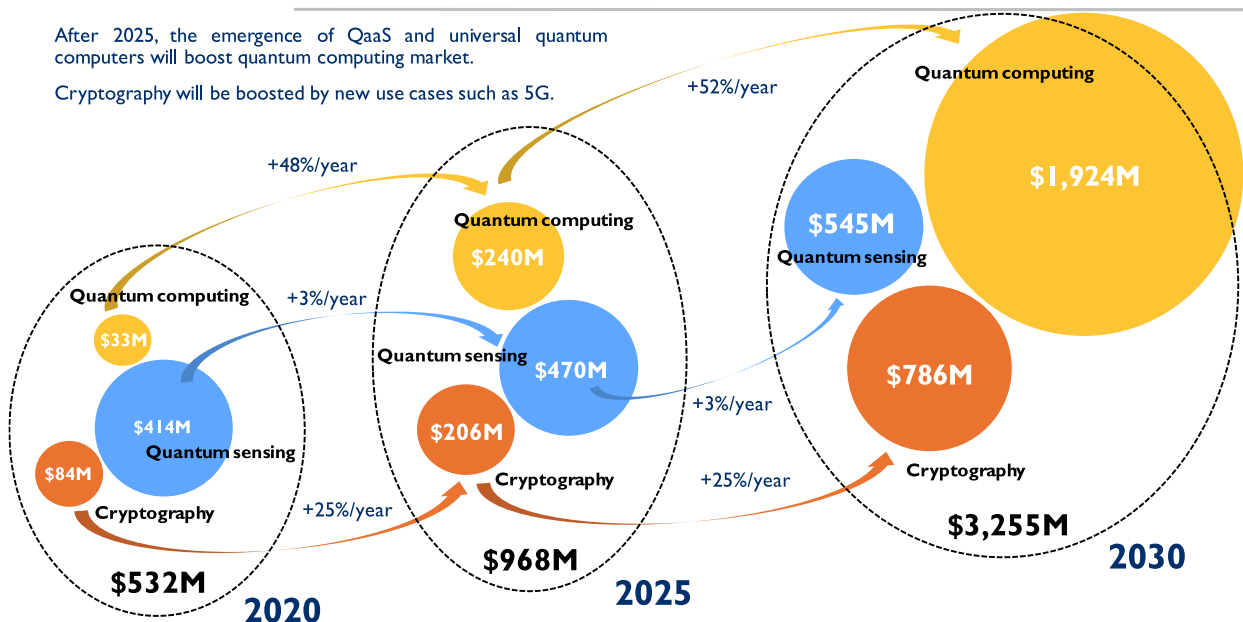 After 2025, the emergence of QaaS and universal quantum
computers will boost quantum computing market.
Cryptography will be boosted by new use cases such as 5G.
Quantum computing
$33M
$414M
Quantum sensing
$84M
Cryptography
$532M
2020
+48%/year
+3%/year
+25%/year
Quantum computing
$240M
Quantum sensing
$470M
$206M
Cryptography
$968M
2025
+52%/year
+3%/year
+25%/year
Quantum computing
$1,924M
$545M
Quantum sensing
$786M
Cryptography
$3,255M
2030